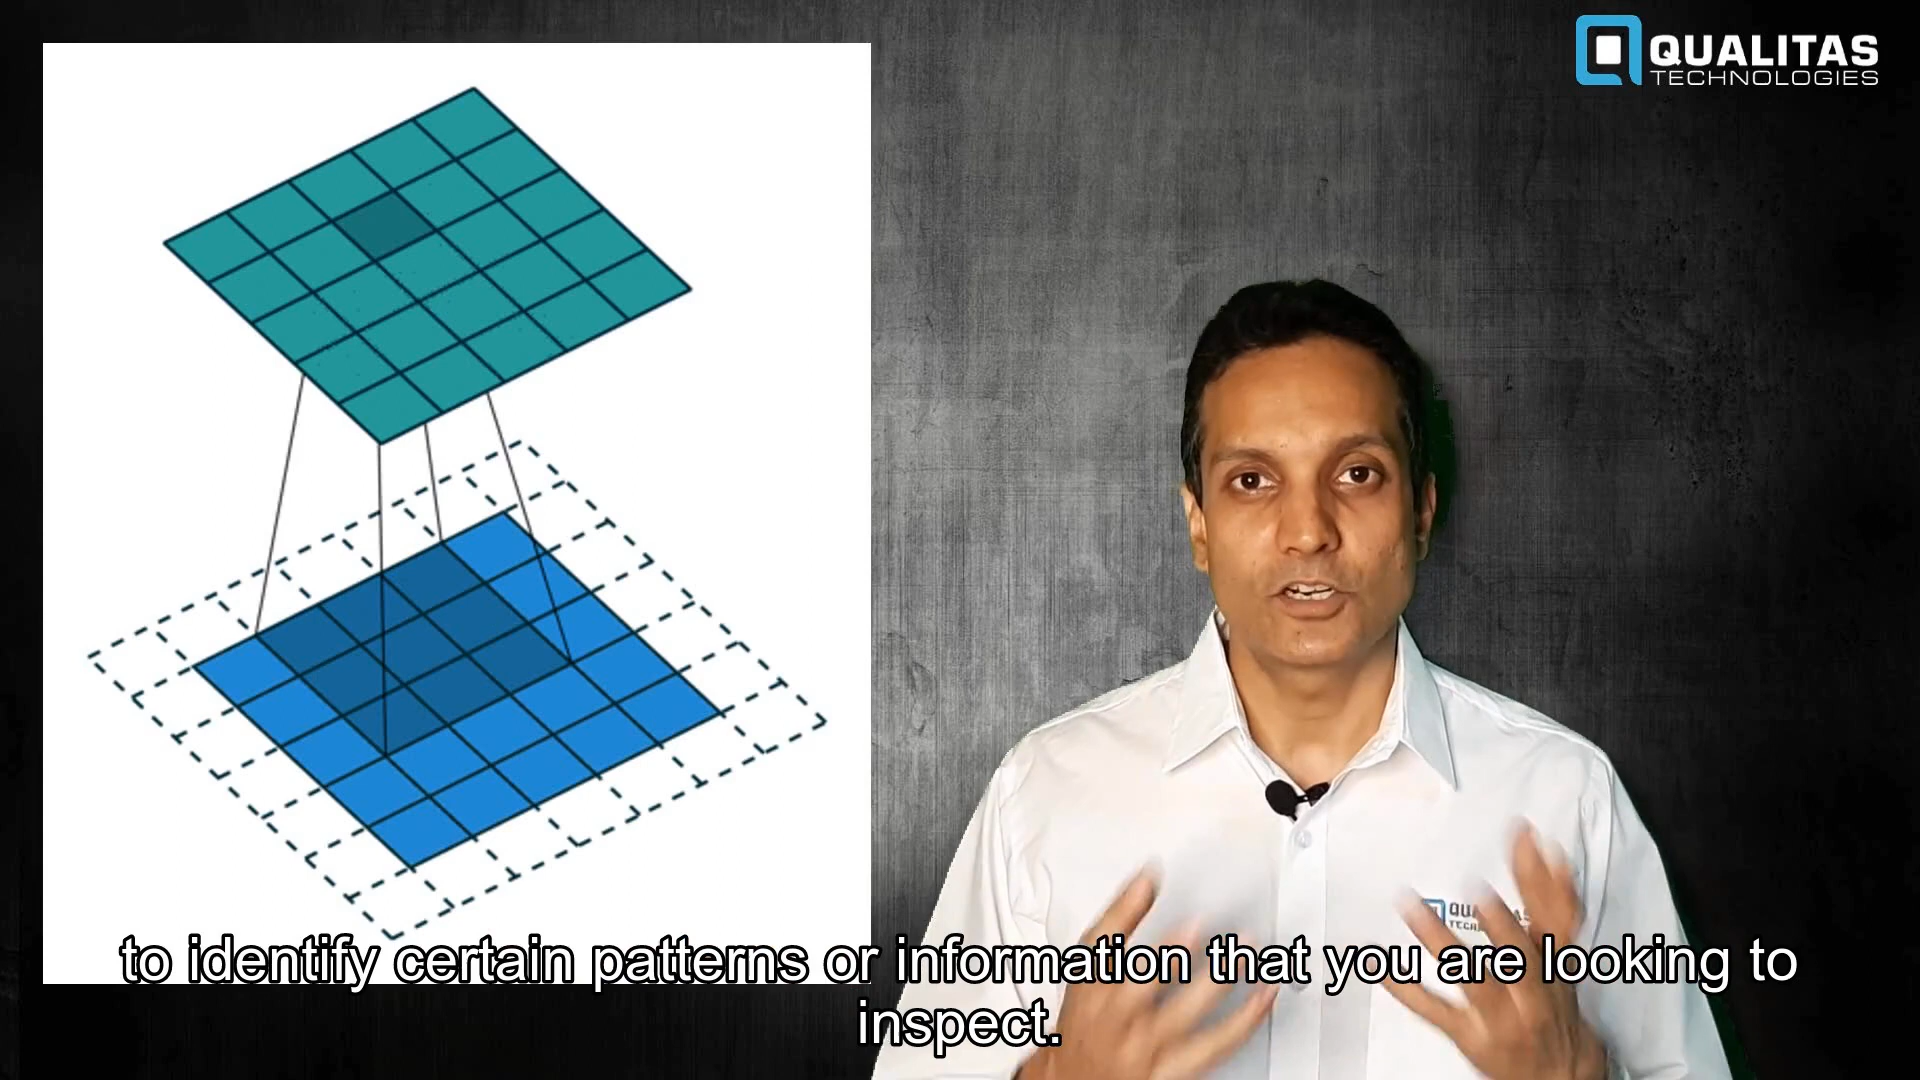 QUALITAS
TECHNOLOGIES
to identify certain patterns or information that you are looking to
inspect.